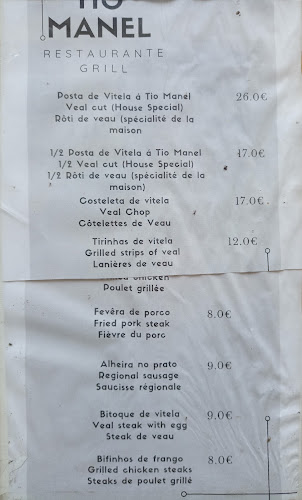 TIO
MANEL
RESTAURANTE
GRILL
Posta de Vitela á Tio Manel 26.0€
Veal cut (House Special)
Rôti de veau (spécialité de la
maison
1/2 Posta de Vitela à Tio Manel 17.0€
1/2 Veal cut (House Special)
1/2 Rôti de veau (spécialité de la
maison)
Costeleta de vitela 17.0€
Veal Chop
Côtelettes de Veau
Tirinhas de vitela 12.0€
Grilled strips of veal
Lanières de veau
chicken
Poulet grillée
Fevêra de porco 8.0€
Fried pork steak
Fièvre du porc
Alheira no prato 9.0€
Regional sausage
Saucisse régionale
Bitoque de vitela 9.0€
Veal steak with egg
Steak de veau
Bifinhos de frango 8.0€
Grilled chicken steaks
Steaks de poulet grillé